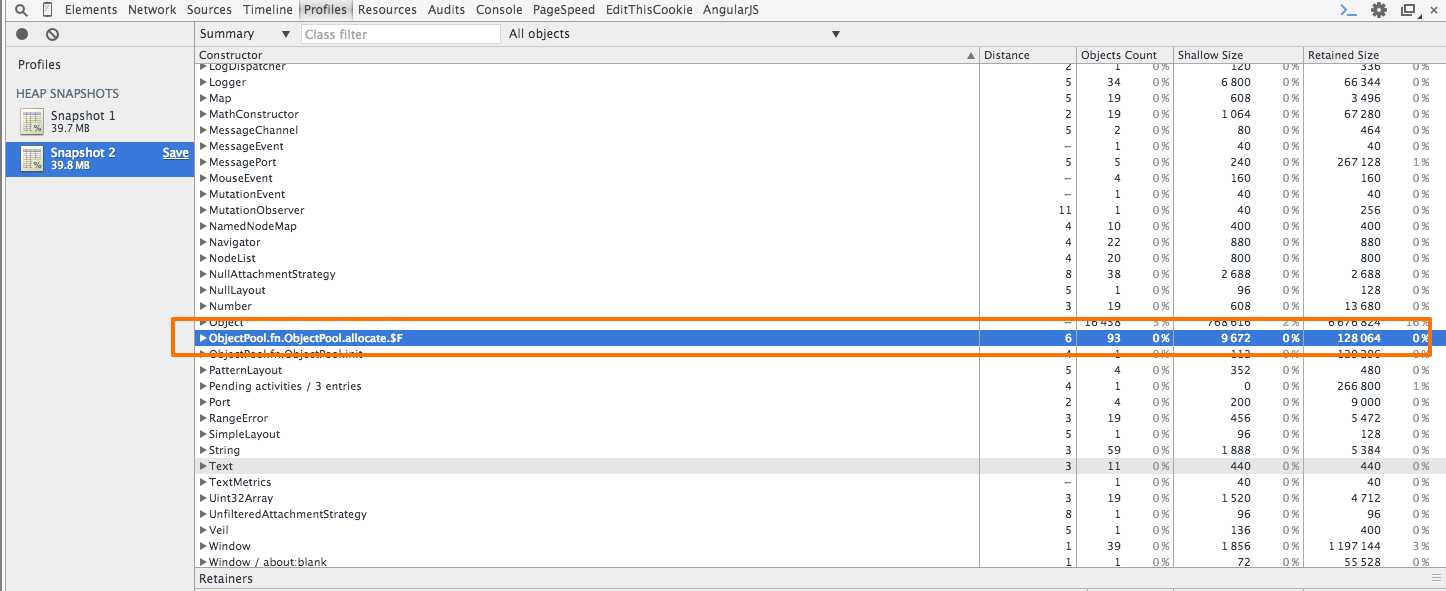 Elements Network Sources Timeline Profiles Resources Audits Console PageSpeed EditThisCookie AngularJS
Summary ▼ Class filter All objects ▼
Profiles
HEAP SNAPSHOTS
Snapshot 1
39.7 MB
Snapshot 2 Save
39.8 MB
Constructor ▲ Distance Objects Count Shallow Size Retained Size
LogDispatcher 2 1 0% 120 0% 336 0%
Logger 5 34 0% 6 800 0% 66 344 0%
Map 5 19 0% 608 0% 3 496 0%
MathConstructor 2 19 0% 1 064 0% 67 280 0%
MessageChannel 5 2 0% 80 0% 464 0%
MessageEvent – 1 0% 40 0% 40 0%
MessagePort 5 5 0% 240 0% 267 128 1%
MouseEvent – 4 0% 160 0% 160 0%
MutationEvent – 1 0% 40 0% 40 0%
MutationObserver 11 1 0% 40 0% 256 0%
NamedNodeMap 4 10 0% 400 0% 400 0%
Navigator 4 22 0% 880 0% 880 0%
NodeList 4 20 0% 800 0% 800 0%
NullAttachmentStrategy 8 38 0% 2 688 0% 2 688 0%
NullLayout 5 1 0% 96 0% 128 0%
Number 3 19 0% 608 0% 13 680 0%
Object – 16 438 3% 768 616 2% 6 676 824 16%
ObjectPool.fn.ObjectPool.allocate.$F 6 93 0% 9 672 0% 128 064 0%
ObjectPool.fn.ObjectPool.init 4 1 0% 112 0%
PatternLayout 5 4 0% 352 0% 480 0%
Pending activities / 3 entries 4 1 0% 0 0% 266 800 1%
Port 2 4 0% 200 0% 9 000 0%
RangeError 3 19 0% 456 0% 5 472 0%
SimpleLayout 5 1 0% 96 0% 128 0%
String 3 59 0% 1 888 0% 5 384 0%
Text 3 11 0% 440 0% 440 0%
TextMetrics – 1 0% 40 0% 40 0%
Uint32Array 3 19 0% 1 520 0% 4 712 0%
UnfilteredAttachmentStrategy 8 1 0% 96 0% 96 0%
Veil 5 1 0% 136 0% 400 0%
Window 1 39 0% 1 856 0% 1 197 144 3%
Window / about:blank 1 1 0% 72 0% 55 528 0%
Retainers